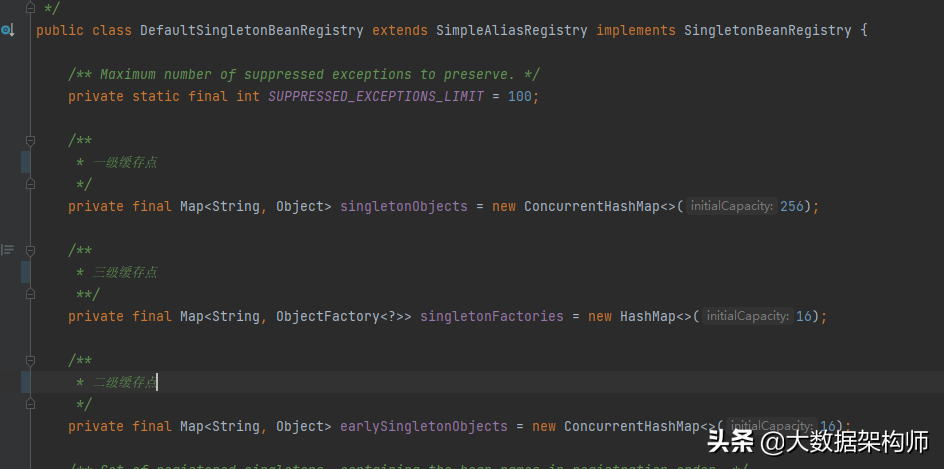 */
public class DefaultSingletonBeanRegistry extends SimpleAliasRegistry implements SingletonBeanRegistry {
/** Maximum number of suppressed exceptions to preserve. */
private static final int SUPPRESSED_EXCEPTIONS_LIMIT = 100;
/**
* 一级缓存点
*/
private final Map<String, Object> singletonObjects = new ConcurrentHashMap<>( initialCapacity: 256);
/**
* 三级缓存点
**/
private final Map<String, ObjectFactory<?>> singletonFactories = new HashMap<>( initialCapacity: 16);
/**
* 二级缓存点
*/
private final Map<String, Object> earlySingletonObjects = new ConcurrentHashMap<>( initialCapacity: 16);
头条 @大数据架构师
/** Set of registered singletons, containing the bean names in registration order. */